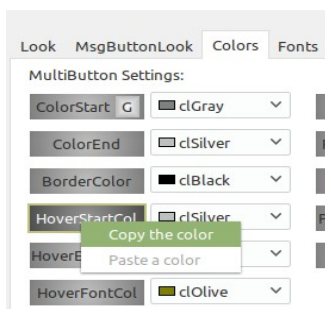 Look MsgButtonLook Colors Fonts
MultiButton Settings:
ColorStart G clGray
ColorEnd clSilver
BorderColor clBlack
HoverStartCol clSilver
Copy the color
HoverE
Paste a color
HoverFontCol clOlive